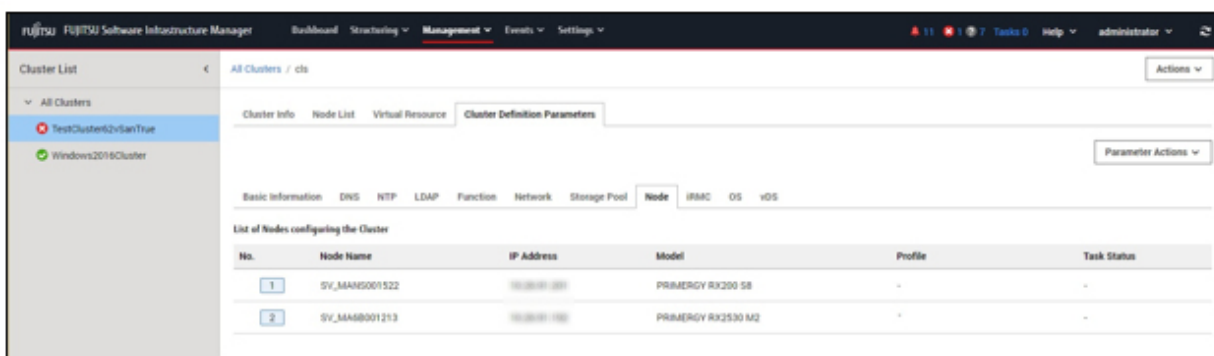 FUJITSU FUJITSU Software Infrastructure Manager Dashboard Structuring Management Events Settings 11 1 7 Tasks 0 Help administrator
Cluster List All Clusters / cls Actions
All Clusters
Cluster Info Node List Virtual Resource Cluster Definition Parameters
TestCluster62vSanTrue
Windows2016Cluster
Parameter Actions
Basic Information DNS NTP LDAP Function Network Storage Pool Node iRMC OS vOS
List of Nodes configuring the Cluster
No. Node Name IP Address Model Profile Task Status
1 SV_MANS001522 PRIMERGY RX200 S8 - -
2 SV_MA6B001213 PRIMERGY RX2530 M2 - -